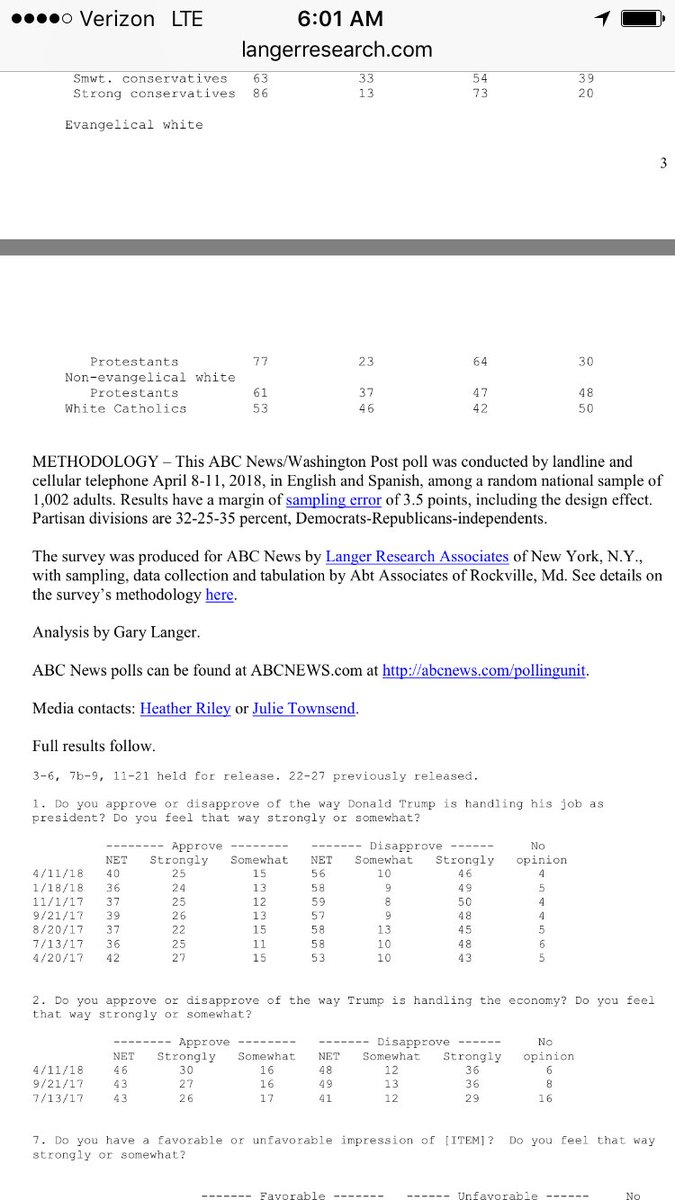 Verizon LTE 6:01 AM
langerresearch.com
Smwt. conservatives 63 33 54 39
Strong conservatives 86 13 73 20
Evangelical white
3
Protestants 77 23 64 30
Non-evangelical white
Protestants 61 37 47 48
White Catholics 53 46 42 50
METHODOLOGY – This ABC News/Washington Post poll was conducted by landline and
cellular telephone April 8-11, 2018, in English and Spanish, among a random national sample of
1,002 adults. Results have a margin of sampling error of 3.5 points, including the design effect.
Partisan divisions are 32-25-35 percent, Democrats-Republicans-independents.
The survey was produced for ABC News by Langer Research Associates of New York, N.Y.,
with sampling, data collection and tabulation by Abt Associates of Rockville, Md. See details on
the survey’s methodology here.
Analysis by Gary Langer.
ABC News polls can be found at ABCNEWS.com at http://abcnews.com/pollingunit.
Media contacts: Heather Riley or Julie Townsend.
Full results follow.
3-6, 7b-9, 11-21 held for release. 22-27 previously released.
1. Do you approve or disapprove of the way Donald Trump is handling his job as
president? Do you feel that way strongly or somewhat?
-------- Approve -------- ------- Disapprove ------ No
NET Strongly Somewhat NET Somewhat Strongly opinion
4/11/18 40 25 15 56 10 46 4
1/18/18 36 24 13 58 9 49 5
11/1/17 37 25 12 59 8 50 4
9/21/17 39 26 13 57 9 48 4
8/20/17 37 22 15 58 13 45 5
7/13/17 36 25 11 58 10 48 6
4/20/17 42 27 15 53 10 43 5
2. Do you approve or disapprove of the way Trump is handling the economy? Do you feel
that way strongly or somewhat?
-------- Approve -------- ------- Disapprove ------ No
NET Strongly Somewhat NET Somewhat Strongly opinion
4/11/18 46 30 16 48 12 36 6
9/21/17 43 27 16 49 13 36 8
7/13/17 43 26 17 41 12 29 16
7. Do you have a favorable or unfavorable impression of [ITEM]? Do you feel that way
strongly or somewhat?
------- Favorable ------- ------ Unfavorable ------ No